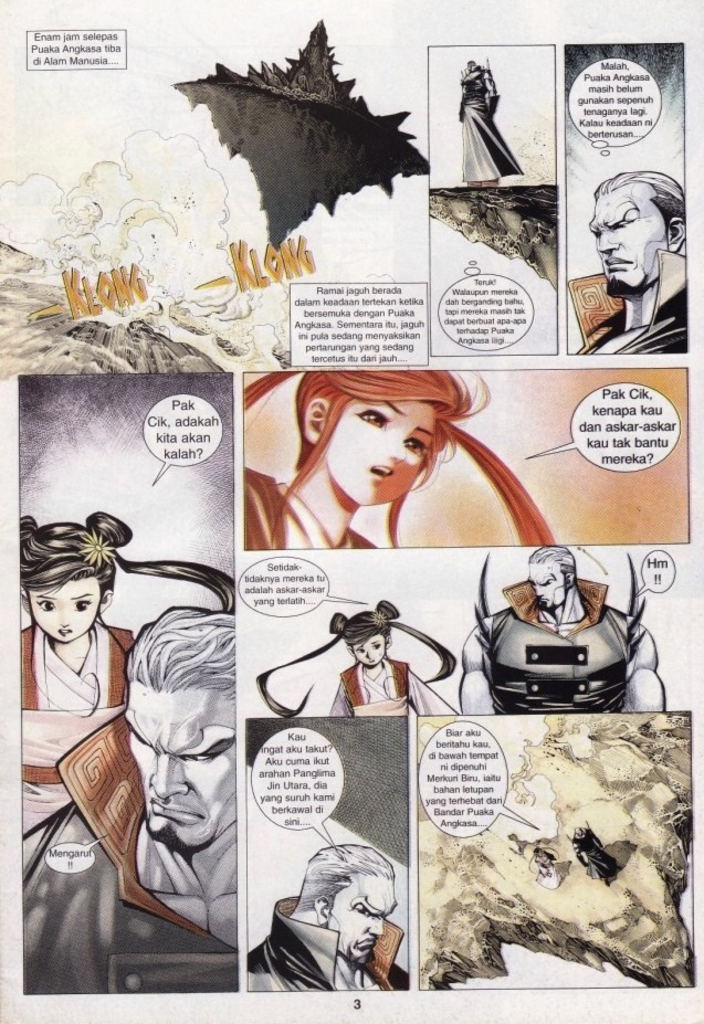 Enam jam selepas
Puaka Angkasa tiba
di Alam Manusia....
KLONG
KLONG
Ramai jaguh berada
dalam keadaan tertekan ketika
bersemuka dengan Puaka
Angkasa. Sementara itu, jaguh
ini pula sedang menyaksikan
pertarungan yang sedang
tercetus itu dari jauh....
Teruk!
Walaupun mereka
dah berganding bahu,
tapi mereka masih tak
dapat berbuat apa-apa
terhadap Puaka
Angkasa liigi....
Malah,
Puaka Angkasa
masih belum
gunakan sepenuh
tenaganya lagi.
Kalau keadaan ni
berterusan....
Pak
Cik, adakah
kita akan
kalah?
Mengarut
!!
Pak Cik,
kenapa kau
dan askar-askar
kau tak bantu
mereka?
Setidak-
tidaknya mereka tu
adalah askar-askar
yang terlatih....
Hm
!!
Kau
ingat aku takut?
Aku cuma ikut
arahan Panglima
Jin Utara, dia
yang suruh kami
berkawal di
sini....
Biar aku
beritahu kau,
di bawah tempat
ni dipenuhi
Merkuri Biru, iaitu
bahan letupan
yang terhebat dari
Bandar Puaka
Angkasa....
3